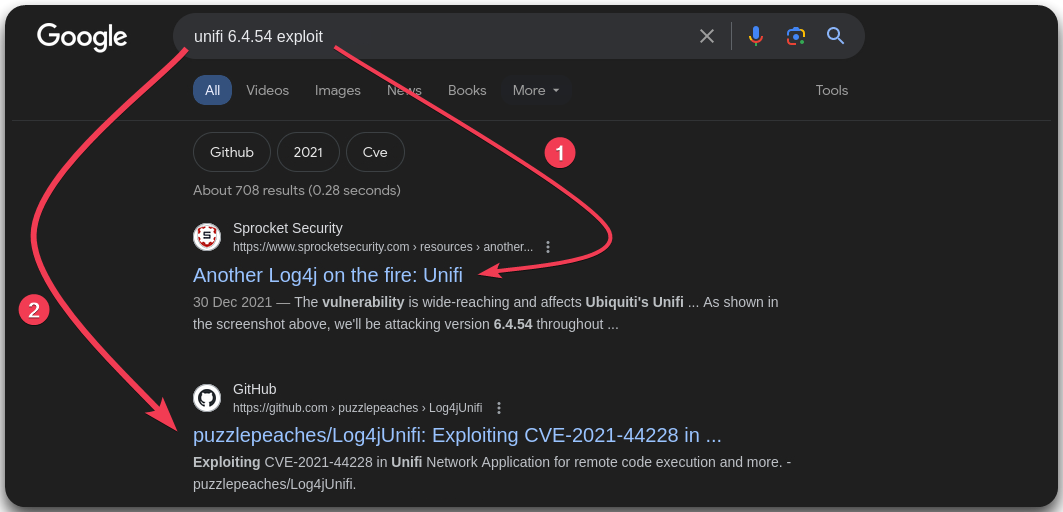 Google
unifi 6.4.54 exploit
All Videos Images News Books More Tools
Github 2021 Cve
1
About 708 results (0.28 seconds)
Sprocket Security
https://www.sprocketsecurity.com › resources › another...
Another Log4j on the fire: Unifi
30 Dec 2021 — The vulnerability is wide-reaching and affects Ubiquiti's Unifi ... As shown in
the screenshot above, we'll be attacking version 6.4.54 throughout ...
2
GitHub
https://github.com › puzzlepeaches › Log4jUnifi
puzzlepeaches/Log4jUnifi: Exploiting CVE-2021-44228 in ...
Exploiting CVE-2021-44228 in Unifi Network Application for remote code execution and more. -
puzzlepeaches/Log4jUnifi.